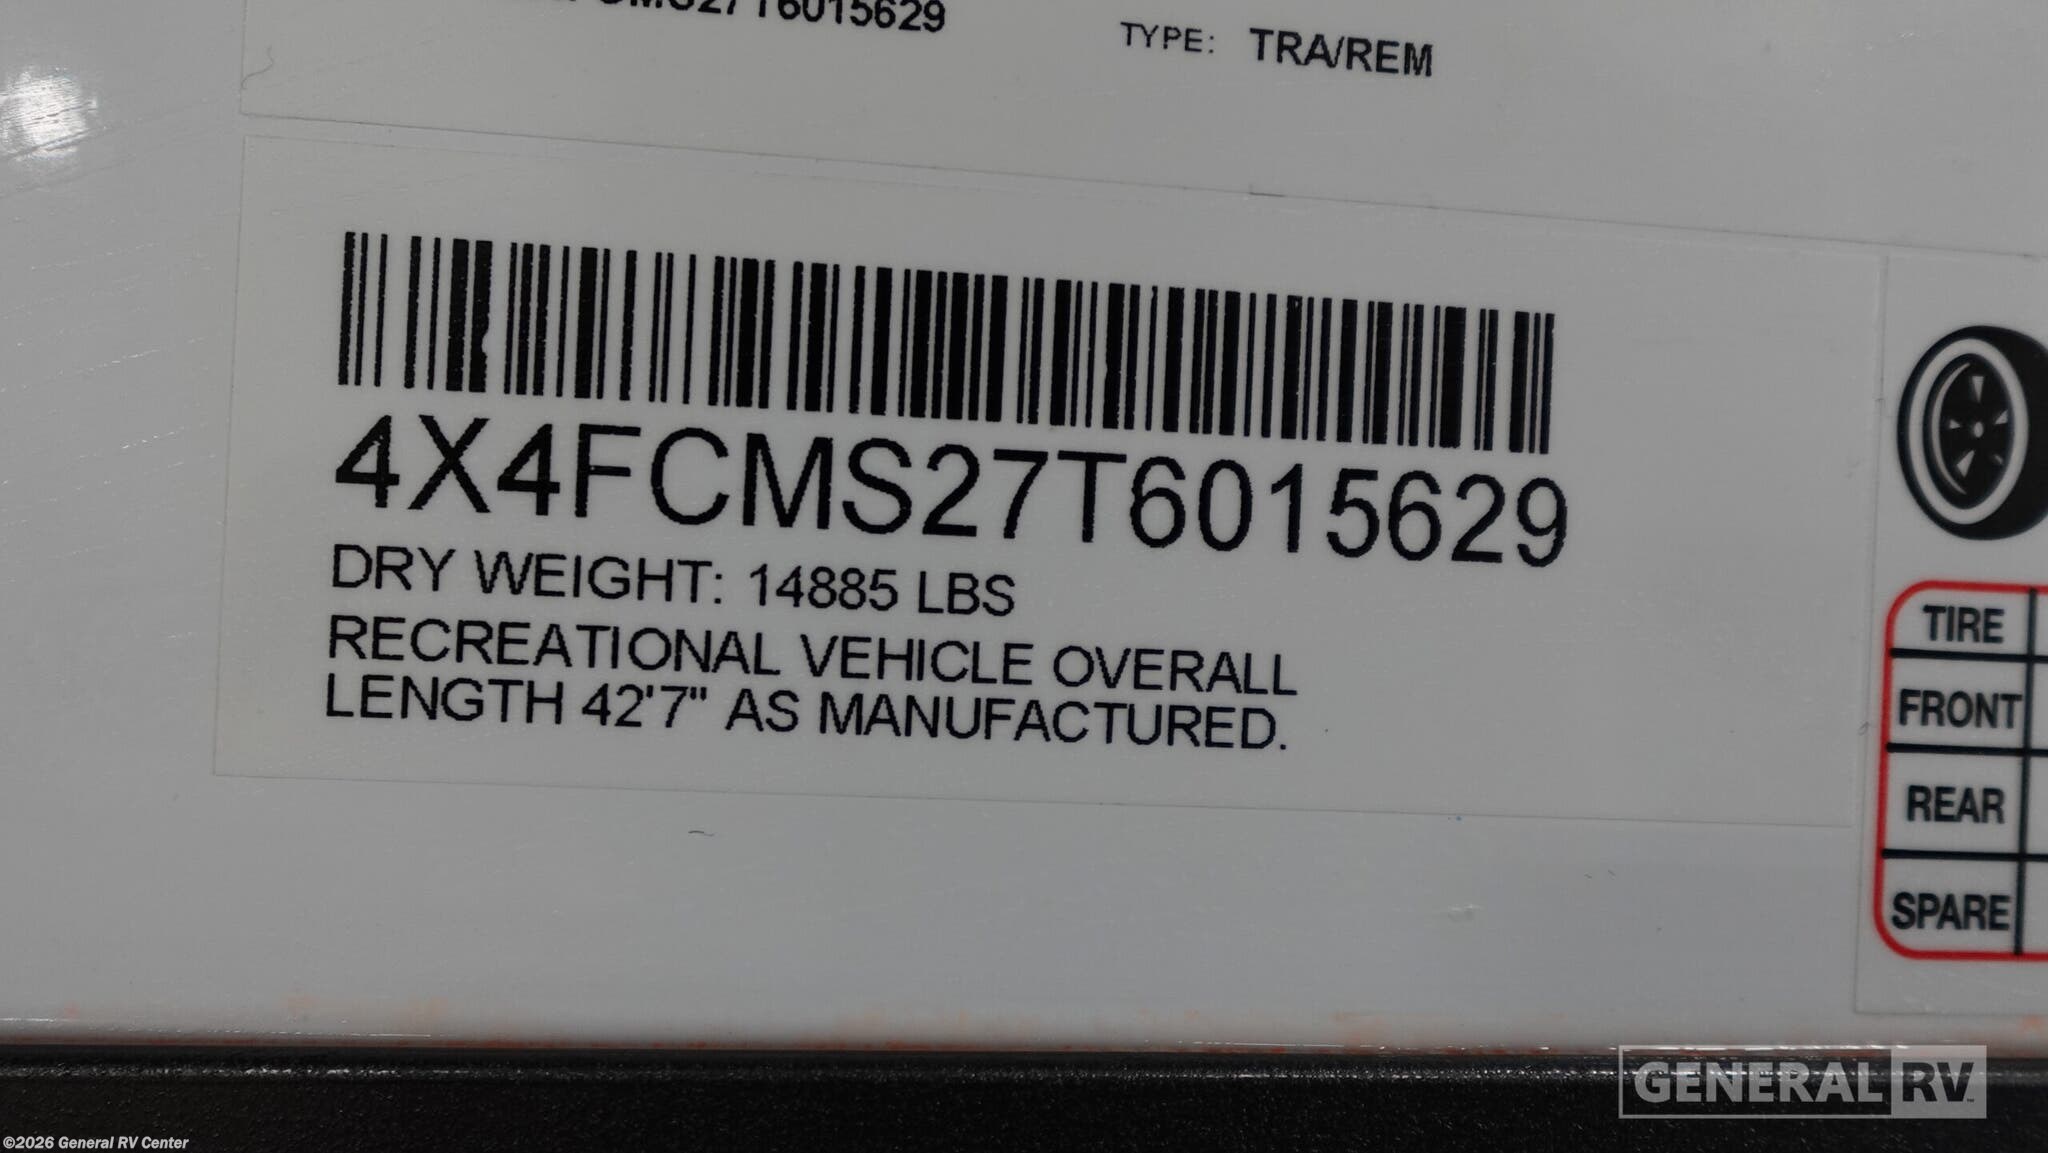 6015629
TYPE: TRA/REM
4X4FCMS27T6015629
DRY WEIGHT: 14885 LBS
RECREATIONAL VEHICLE OVERALL
LENGTH 42'7" AS MANUFACTURED.
TIRE
FRONT
REAR
SPARE
GENERAL RV
©2026 General RV Center